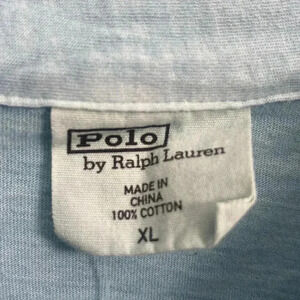 Polo
by Ralph Lauren
MADE IN
CHINA
100% COTTON
XL